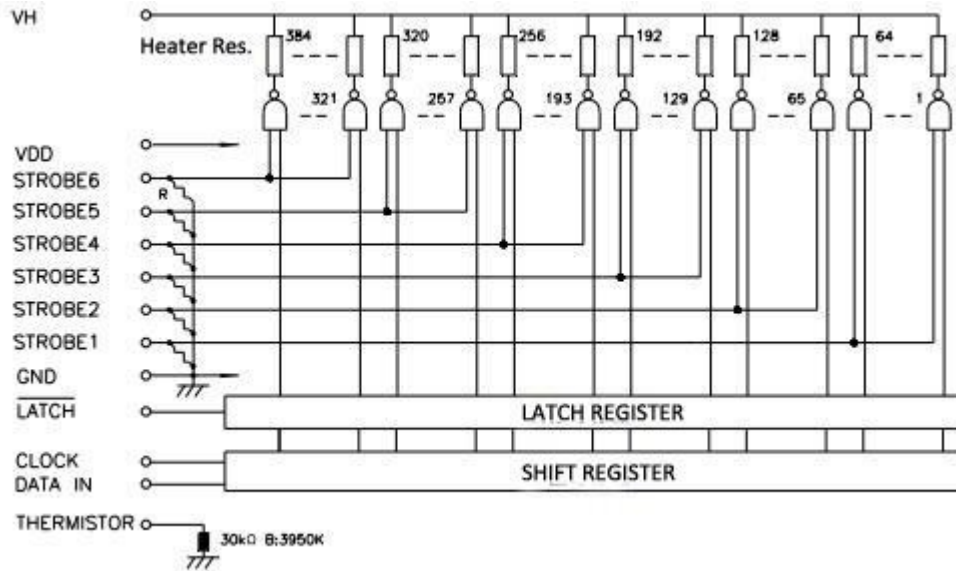 VH
384 320 256 192 128 64
Heater Res.
321 257 193 129 65 1
VDD
STROBE6
R
STROBE5
STROBE4
STROBE3
STROBE2
STROBE1
GND
LATCH LATCH REGISTER
CLOCK
SHIFT REGISTER
DATA IN
THERMISTOR
30kΩ B:3950K